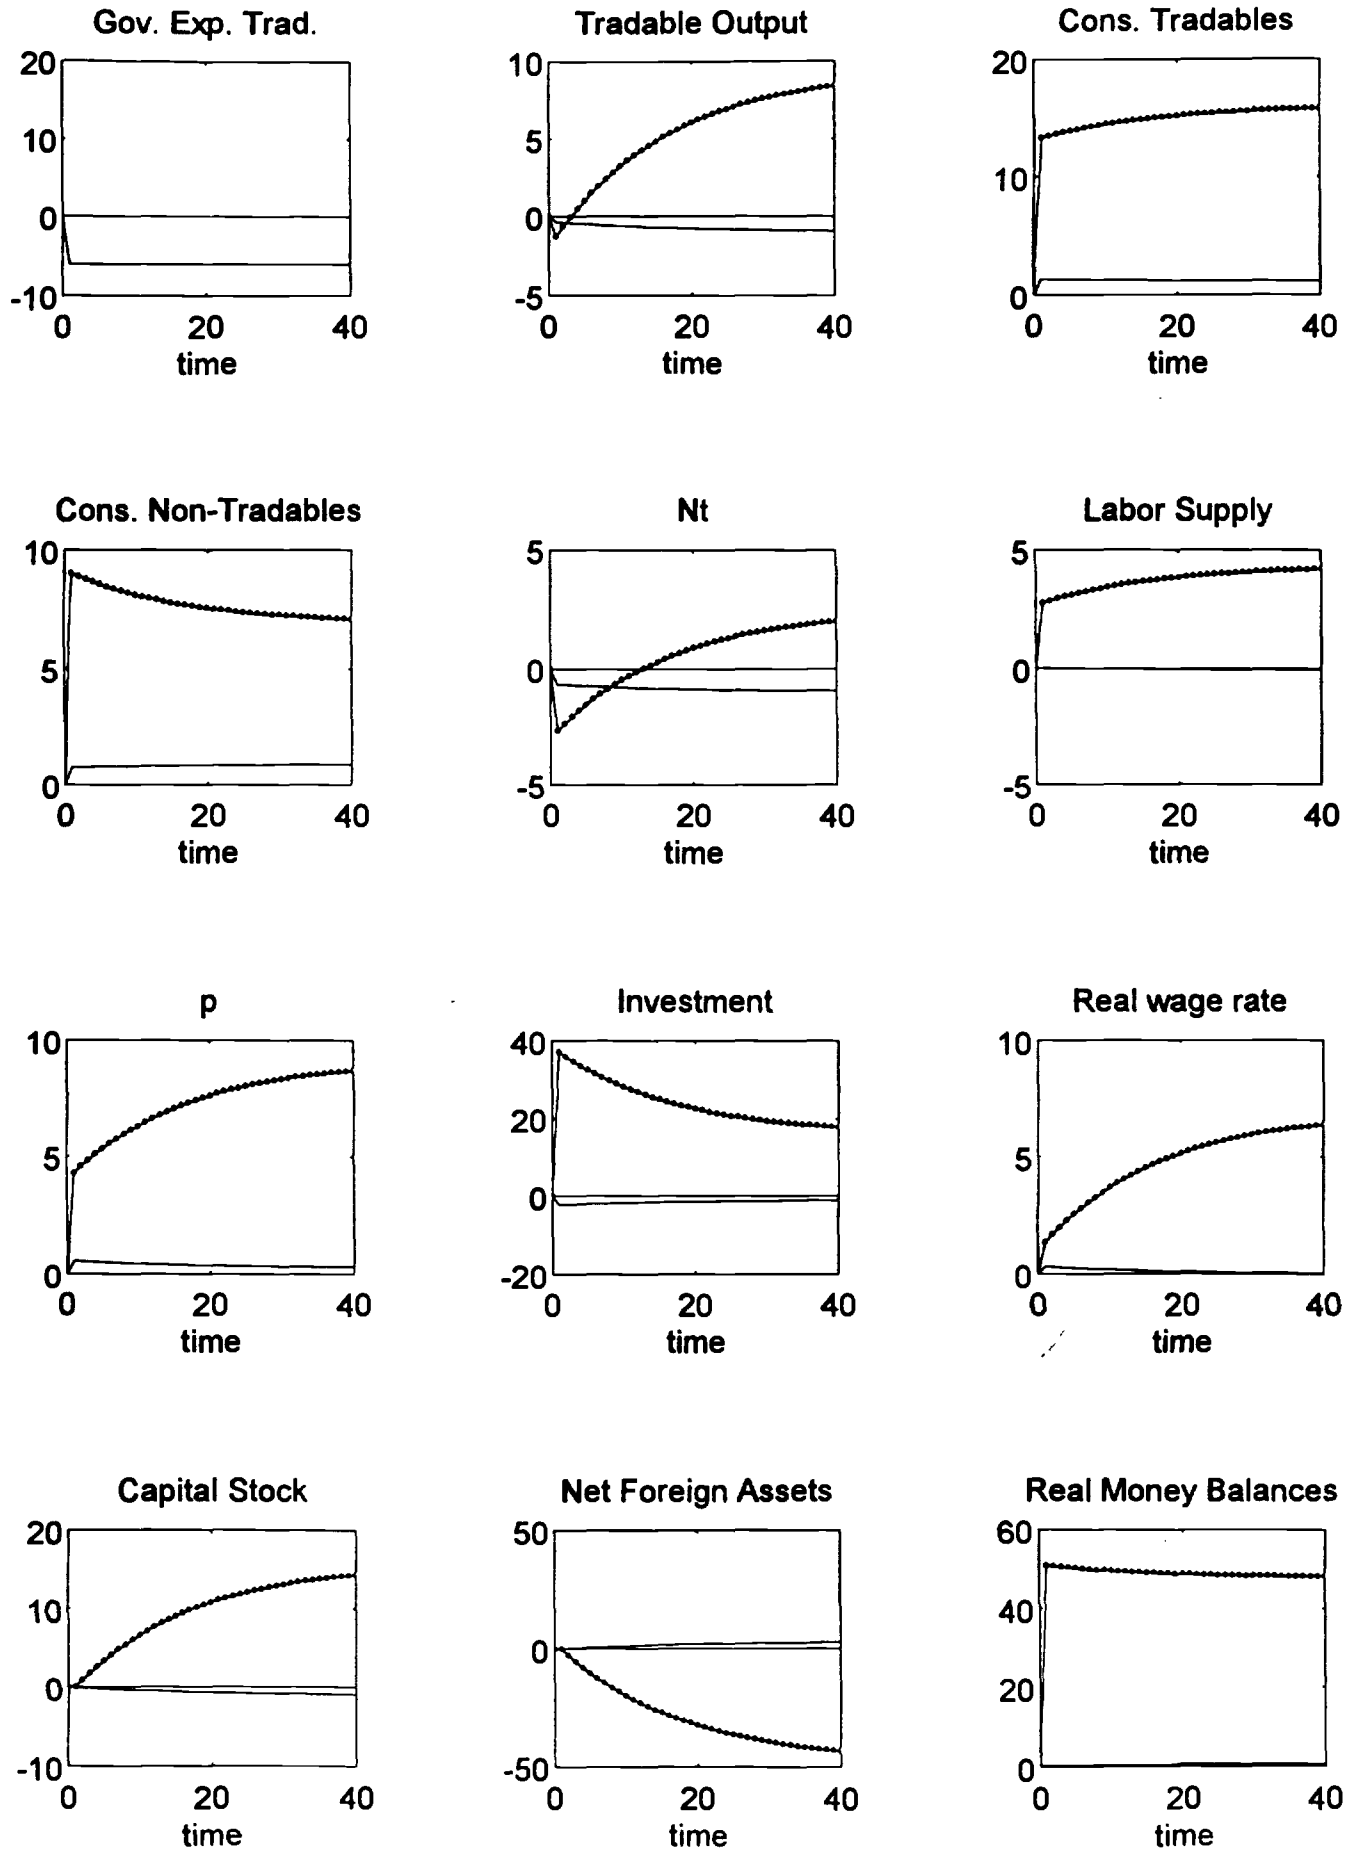 Gov. Exp. Trad.
20
10
0
-10
0 20 40
time
Tradable Output
10
5
0
-5
0 20 40
time
Cons. Tradables
20
10
0
0 20 40
time
Cons. Non-Tradables
10
5
0
0 20 40
time
Nt
5
0
-5
0 20 40
time
Labor Supply
5
0
-5
0 20 40
time
p
10
5
0
0 20 40
time
Investment
40
20
0
-20
0 20 40
time
Real wage rate
10
5
0
0 20 40
time
Capital Stock
20
10
0
-10
0 20 40
time
Net Foreign Assets
50
0
-50
0 20 40
time
Real Money Balances
60
40
20
0
0 20 40
time